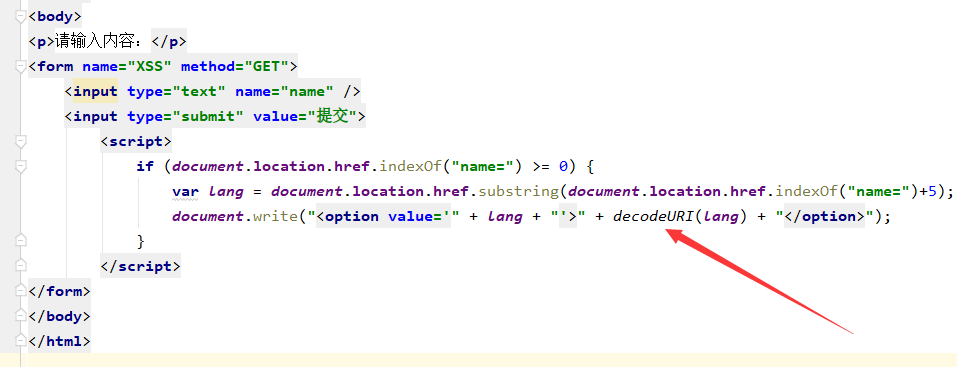 <body>
<p>请输入内容：</p>
<form name="XSS" method="GET">
<input type="text" name="name" />
<input type="submit" value="提交">
<script>
if (document.location.href.indexOf("name=") >= 0) {
var lang = document.location.href.substring(document.location.href.indexOf("name=")+5);
document.write("<option value='" + lang + "'>" + decodeURI(lang) + "</option>");
}
</script>
</form>
</body>
</html>